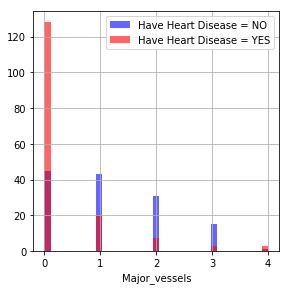 Have Heart Disease = NO
Have Heart Disease = YES
120
100
80
60
40
20
0
0 1 2 3 4
Major_vessels